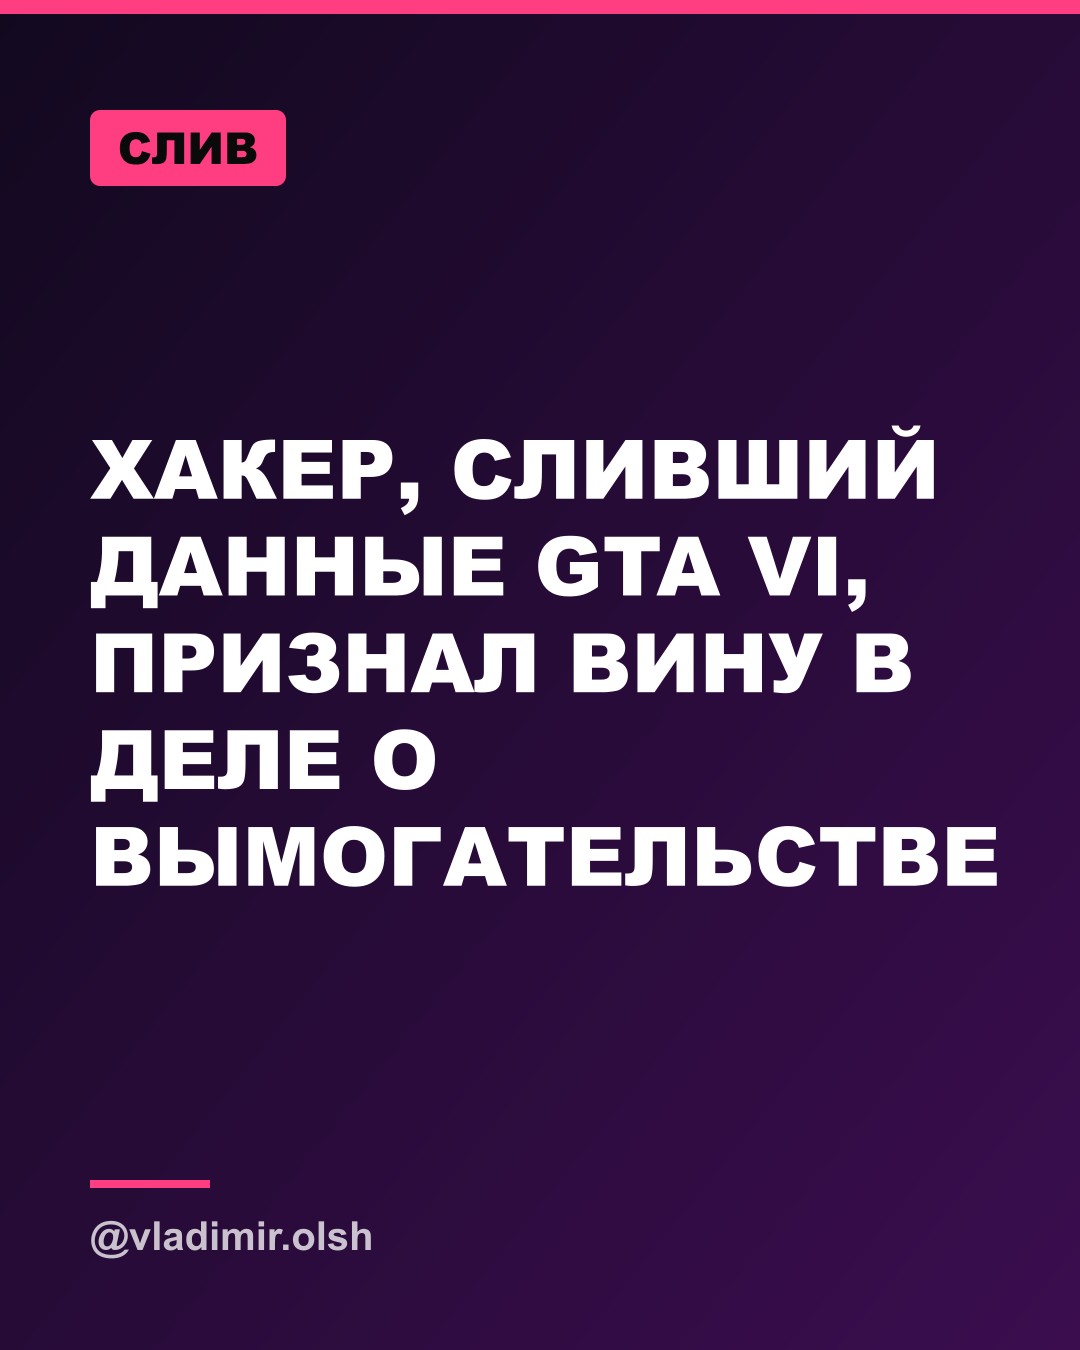 СЛИВ
ХАКЕР, СЛИВШИЙ
ДАННЫЕ GTA VI,
ПРИЗНАЛ ВИНУ В
ДЕЛЕ О
ВЫМОГАТЕЛЬСТВЕ
@vladimir.olsh